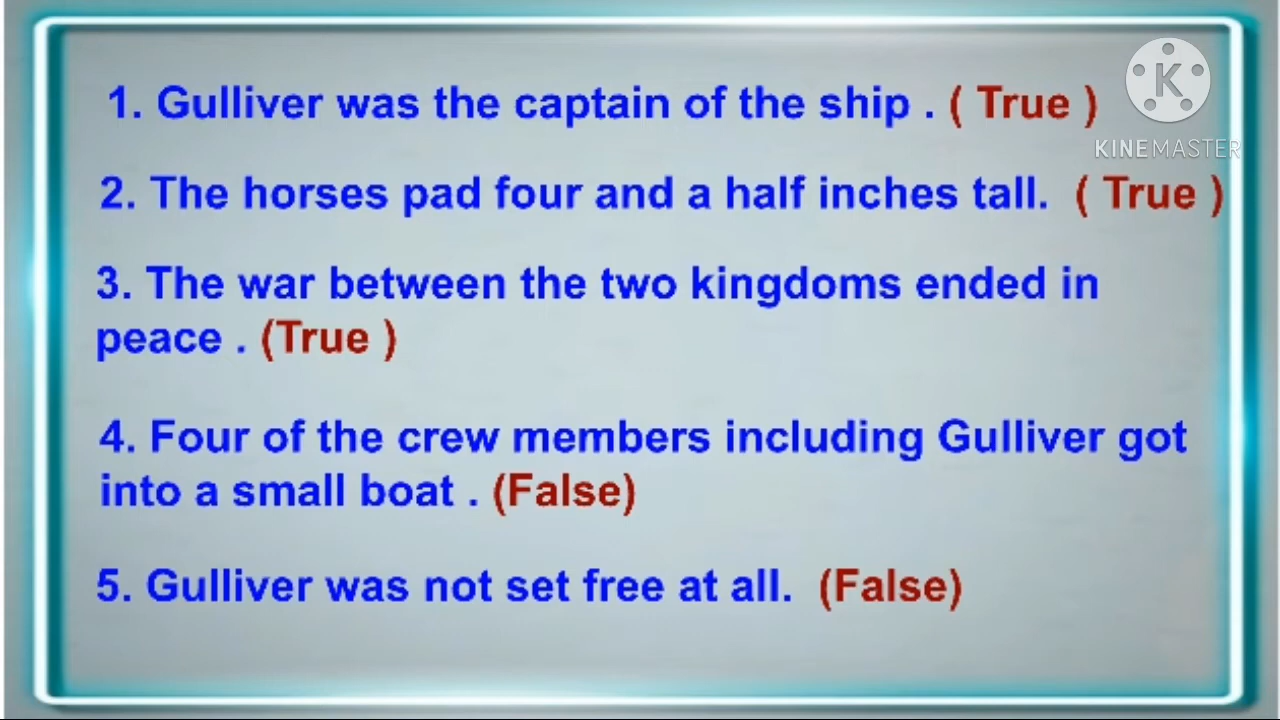 1. Gulliver was the captain of the ship . ( True )
KINEMASTER
2. The horses pad four and a half inches tall. ( True )
3. The war between the two kingdoms ended in
peace . (True )
4. Four of the crew members including Gulliver got
into a small boat . (False)
5. Gulliver was not set free at all. (False)